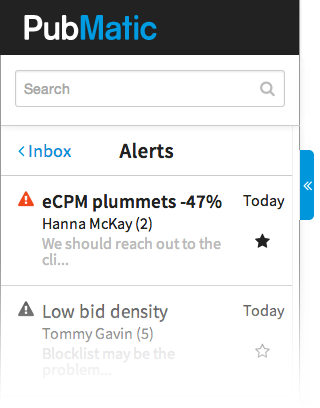 PubMatic
Search
Inbox Alerts
eCPM plummets -47% Today
Hanna McKay (2)
We should reach out to the
cli...
Low bid density Today
Tommy Gavin (5)
Blocklist may be the
problem...